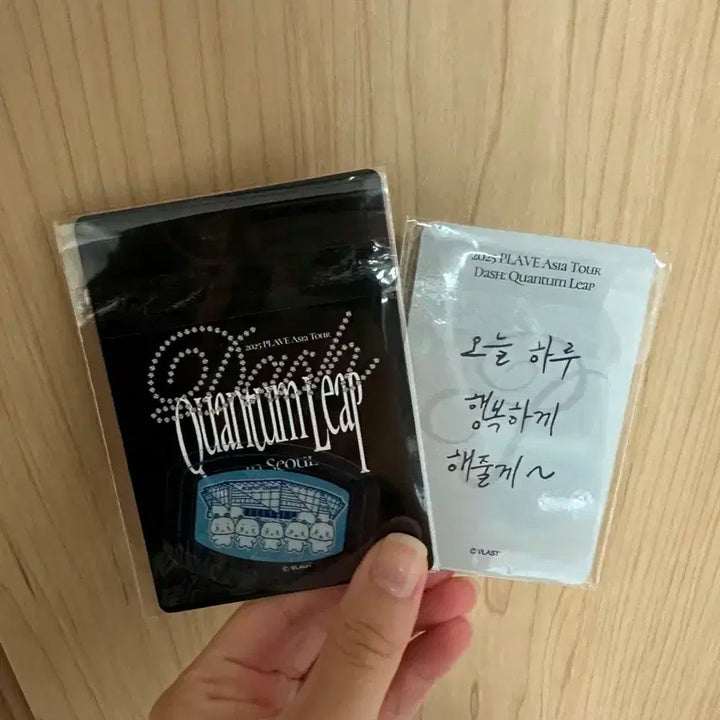 2025 PLAVE Asia Tour
Dash
Quantum Leap
in Seoul
© VLAST
2025 PLAVE Asia Tour
Dash: Quantum Leap
오늘 하루
행복하게
해줄게 ~
© VLAST